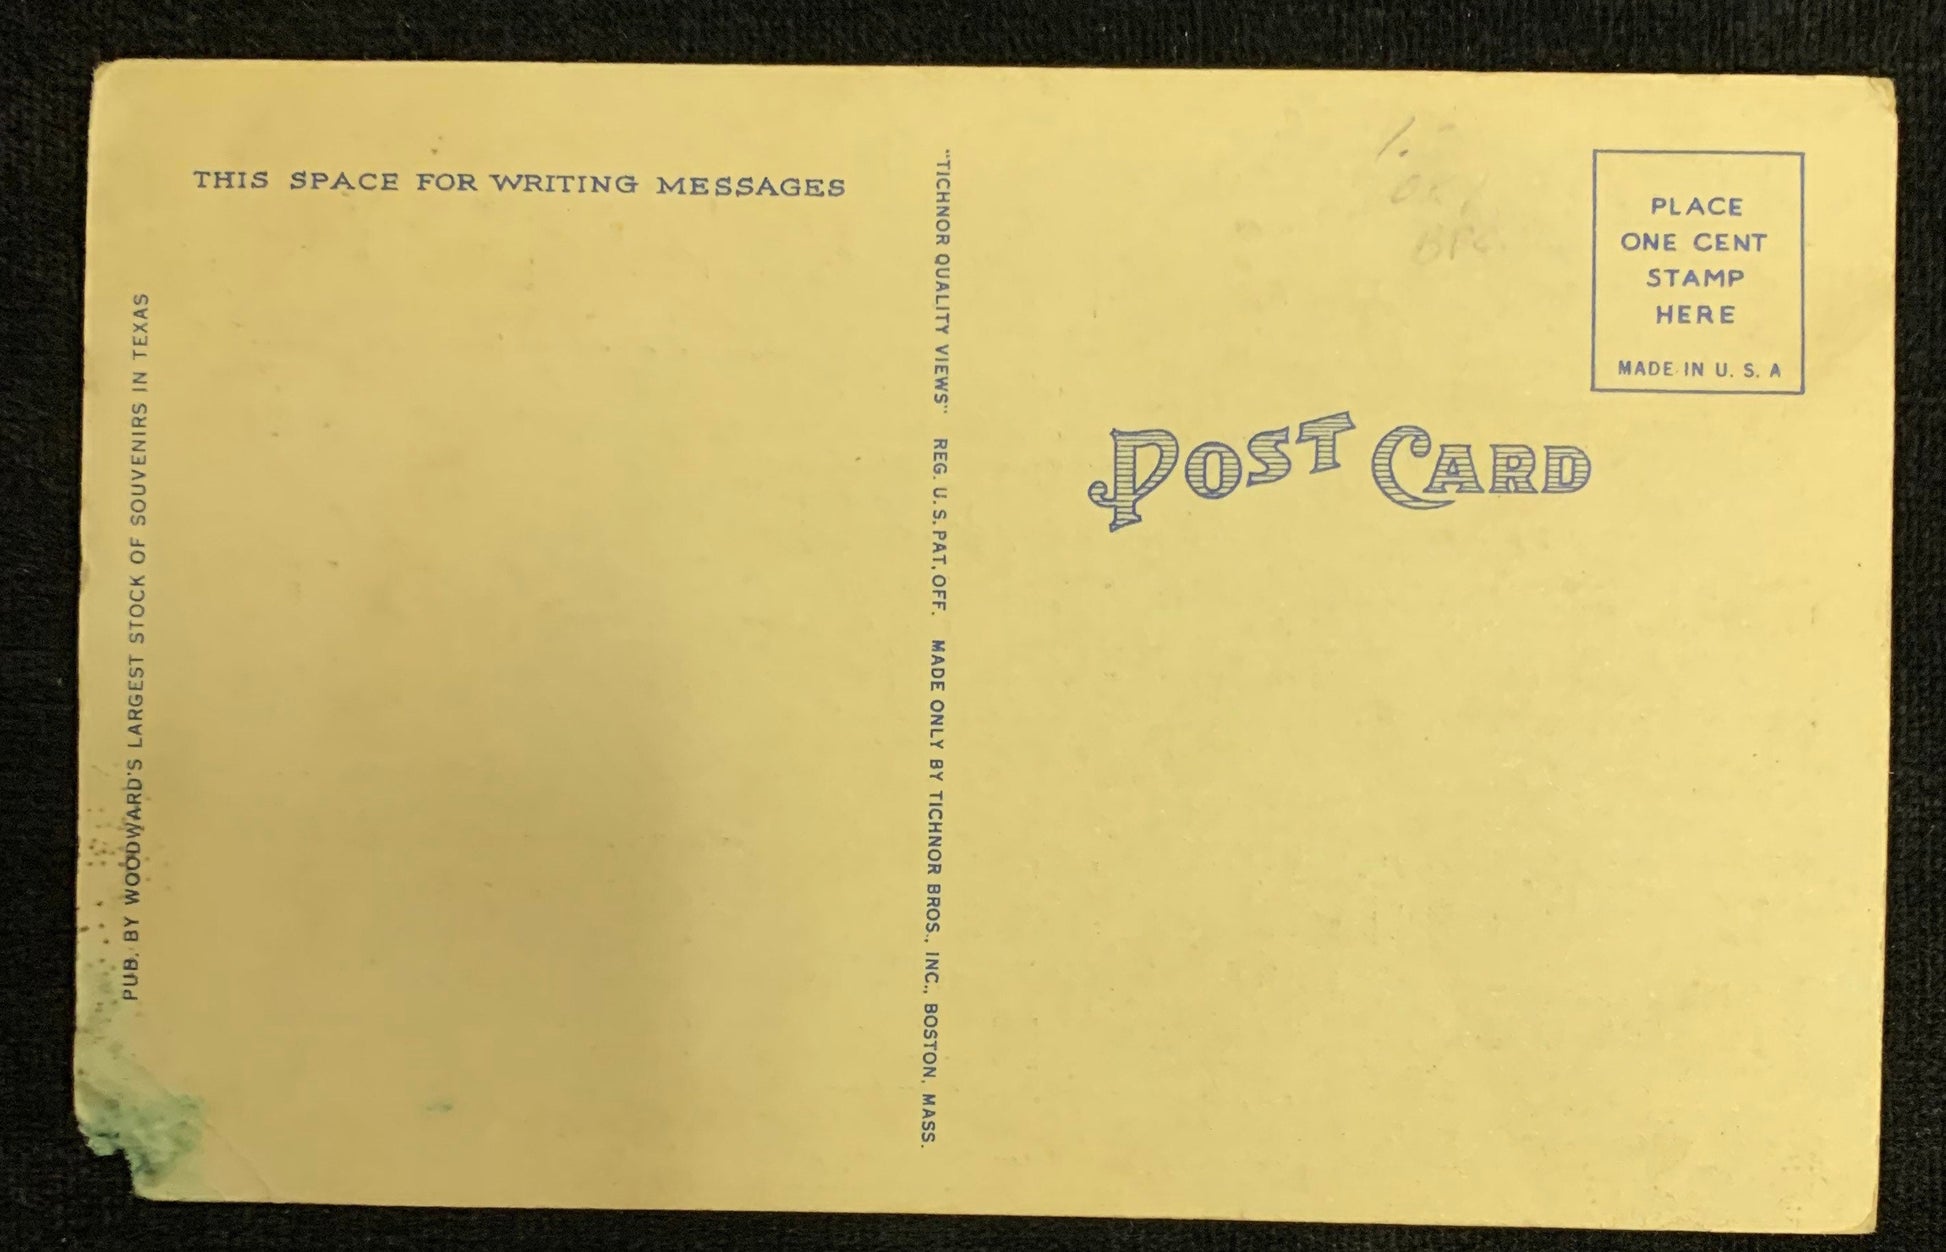 THIS SPACE FOR WRITING MESSAGES
PUB. BY WOODWARD'S LARGEST STOCK OF SOUVENIRS IN TEXAS
"TICHNOR QUALITY VIEWS" REG. U. S. PAT. OFF. MADE ONLY BY TICHNOR BROS., INC., BOSTON, MASS.
PLACE
ONE CENT
STAMP
HERE
MADE IN U. S. A
POST CARD